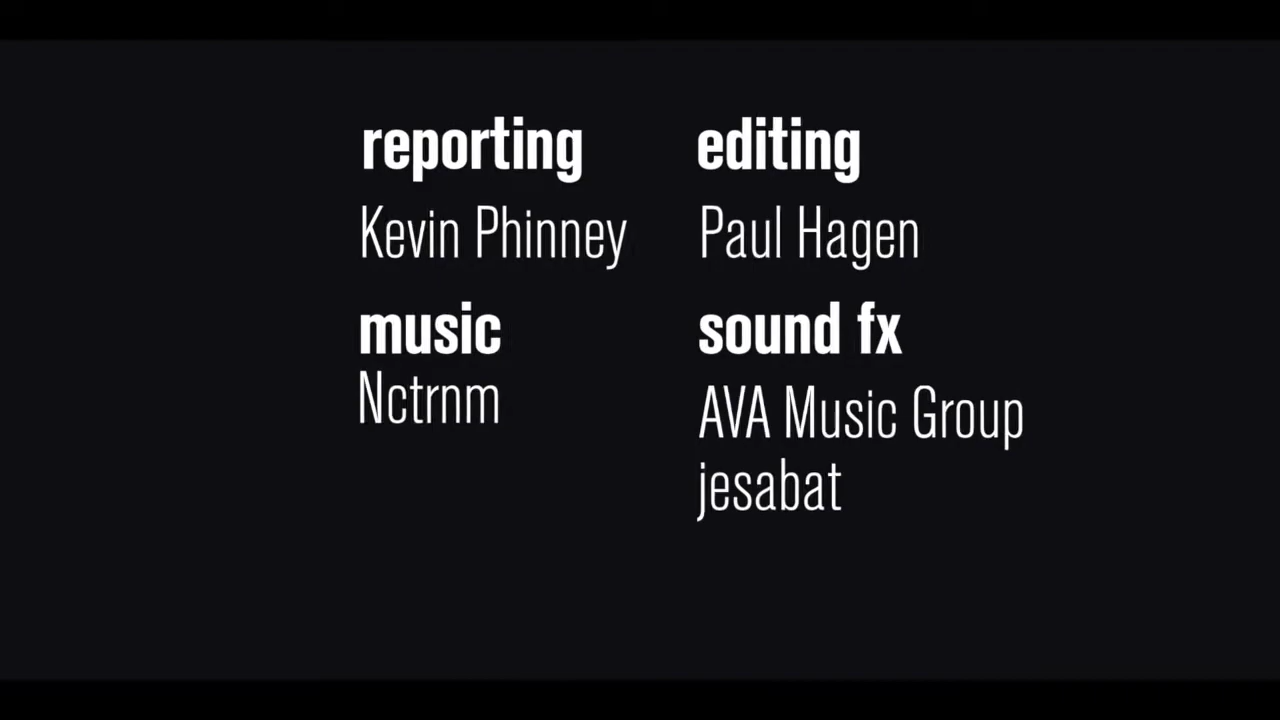 reporting
Kevin Phinney
editing
Paul Hagen
music
Nctrnm
sound fx
AVA Music Group
jesabat